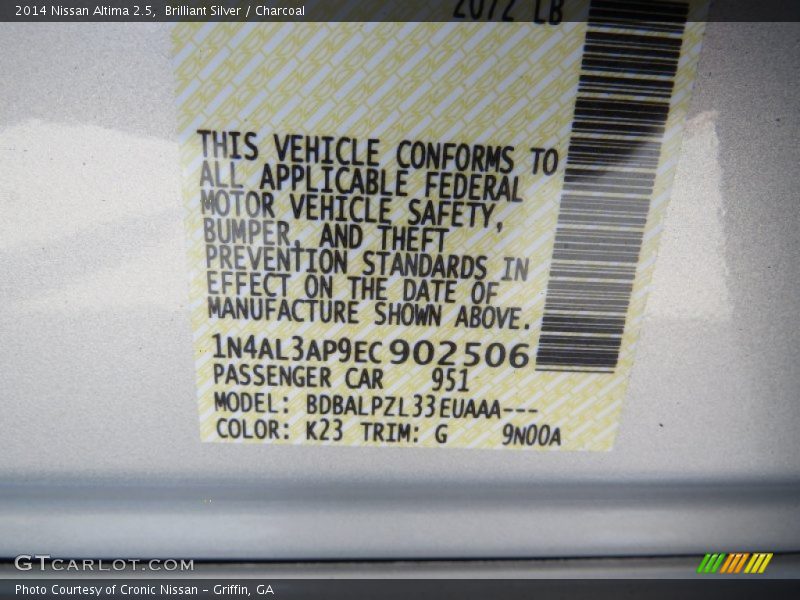 2014 Nissan Altima 2.5,  Brilliant Silver / Charcoal
2072 LB
THIS VEHICLE CONFORMS TO
ALL APPLICABLE FEDERAL
MOTOR VEHICLE SAFETY,
BUMPER, AND THEFT
PREVENTION STANDARDS IN
EFFECT ON THE DATE OF
MANUFACTURE SHOWN ABOVE.
1N4AL3AP9EC902506
PASSENGER CAR 951
MODEL: BDBALPZL33EUAAA---
COLOR: K23 TRIM: G 9N00A
GTCARLOT.COM
Photo Courtesy of Cronic Nissan – Griffin, GA